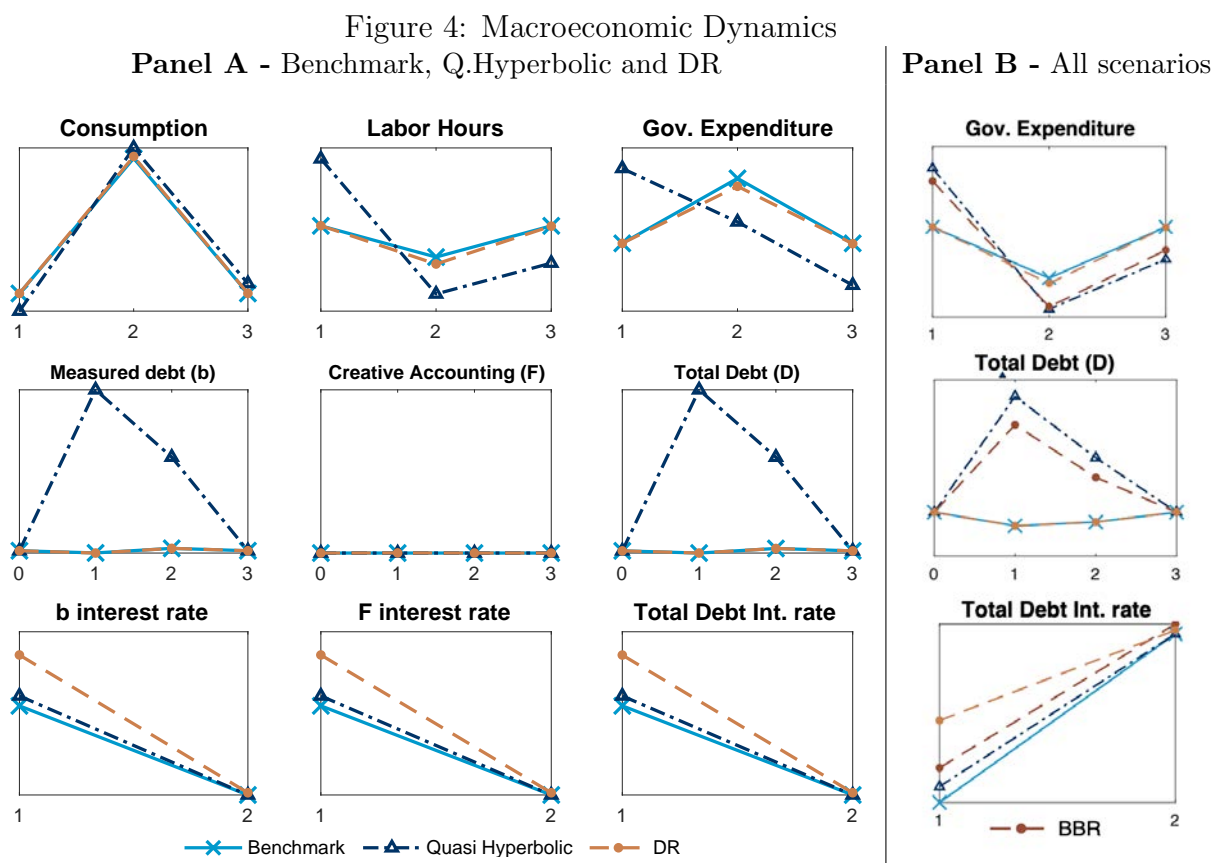 Figure 4: Macroeconomic Dynamics
Panel A - Benchmark, Q.Hyperbolic and DR
Panel B - All scenarios
Consumption
1 2 3
Labor Hours
1 2 3
Gov. Expenditure
1 2 3
Gov. Expenditure
1 2 3
Measured debt (b)
0 1 2 3
Creative Accounting (F)
0 1 2 3
Total Debt (D)
0 1 2 3
Total Debt (D)
0 1 2 3
b interest rate
1 2
F interest rate
1 2
Total Debt Int. rate
1 2
Total Debt Int. rate
1 2
Benchmark Quasi Hyperbolic DR
BBR